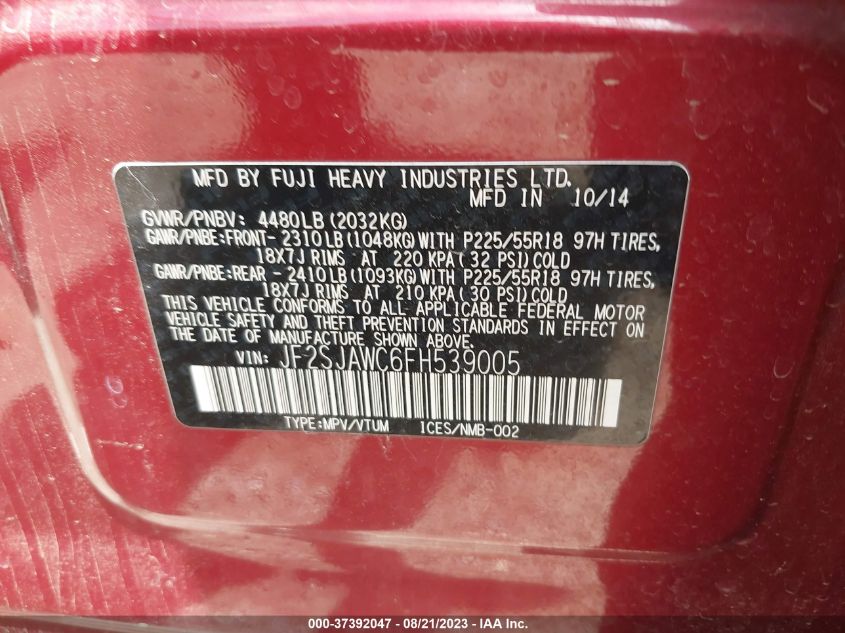 MFD BY FUJI HEAVY INDUSTRIES LTD.
MFD IN 10/14
GVWR/PNBV: 4480LB(2032KG)
GAWR/PNBE:FRONT- 2310LB(1048KG)WITH P225/55R18 97H TIRES,
18X7J RIMS AT 220 KPA(32 PSI)COLD
GAWR/PNBE:REAR - 2410LB(1093KG)WITH P225/55R18 97H TIRES,
18X7J RIMS AT 210 KPA(30 PSI)COLD
THIS VEHICLE CONFORMS TO ALL APPLICABLE FEDERAL MOTOR
VEHICLE SAFETY AND THEFT PREVENTION STANDARDS IN EFFECT ON
THE DATE OF MANUFACTURE SHOWN ABOVE.
VIN: JF2SJAWC6FH539005
TYPE:MPV/VTUM ICES/NMB-002
000-37392047 - 08/21/2023 - IAA Inc.